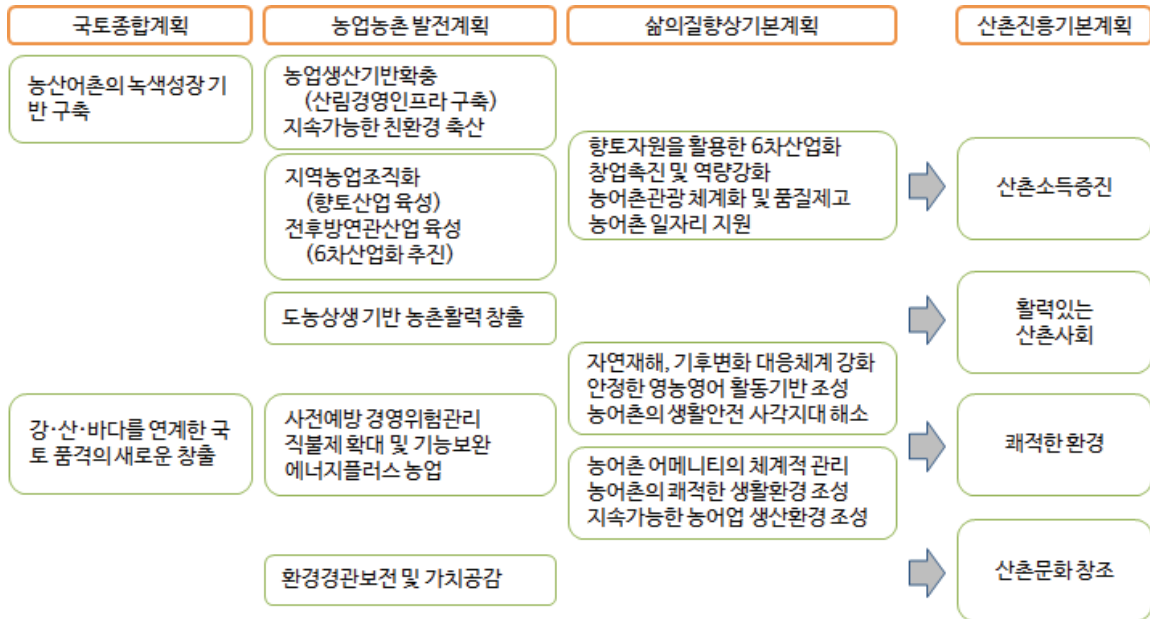 국토종합계획
농업농촌 발전계획
삶의질향상기본계획
산촌진흥기본계획
농산어촌의 녹색성장 기
반 구축
농업생산기반확충
(산림경영인프라 구축)
지속가능한 친환경 축산
지역농업조직화
(향토산업 육성)
전후방연관산업 육성
(6차산업화 추진)
향토자원을 활용한 6차산업화
창업촉진 및 역량강화
농어촌관광 체계화 및 품질제고
농어촌 일자리 지원
산촌소득증진
도농상생 기반 농촌활력 창출
활력있는
산촌사회
자연재해, 기후변화 대응체계 강화
안정한 영농영어 활동기반 조성
농어촌의 생활안전 사각지대 해소
강·산·바다를 연계한 국
토 품격의 새로운 창출
사전예방 경영위험관리
직불제 확대 및 기능보완
에너지플러스 농업
농어촌 어메니티의 체계적 관리
농어촌의 쾌적한 생활환경 조성
지속가능한 농어업 생산환경 조성
쾌적한 환경
환경경관보전 및 가치공감
산촌문화 창조